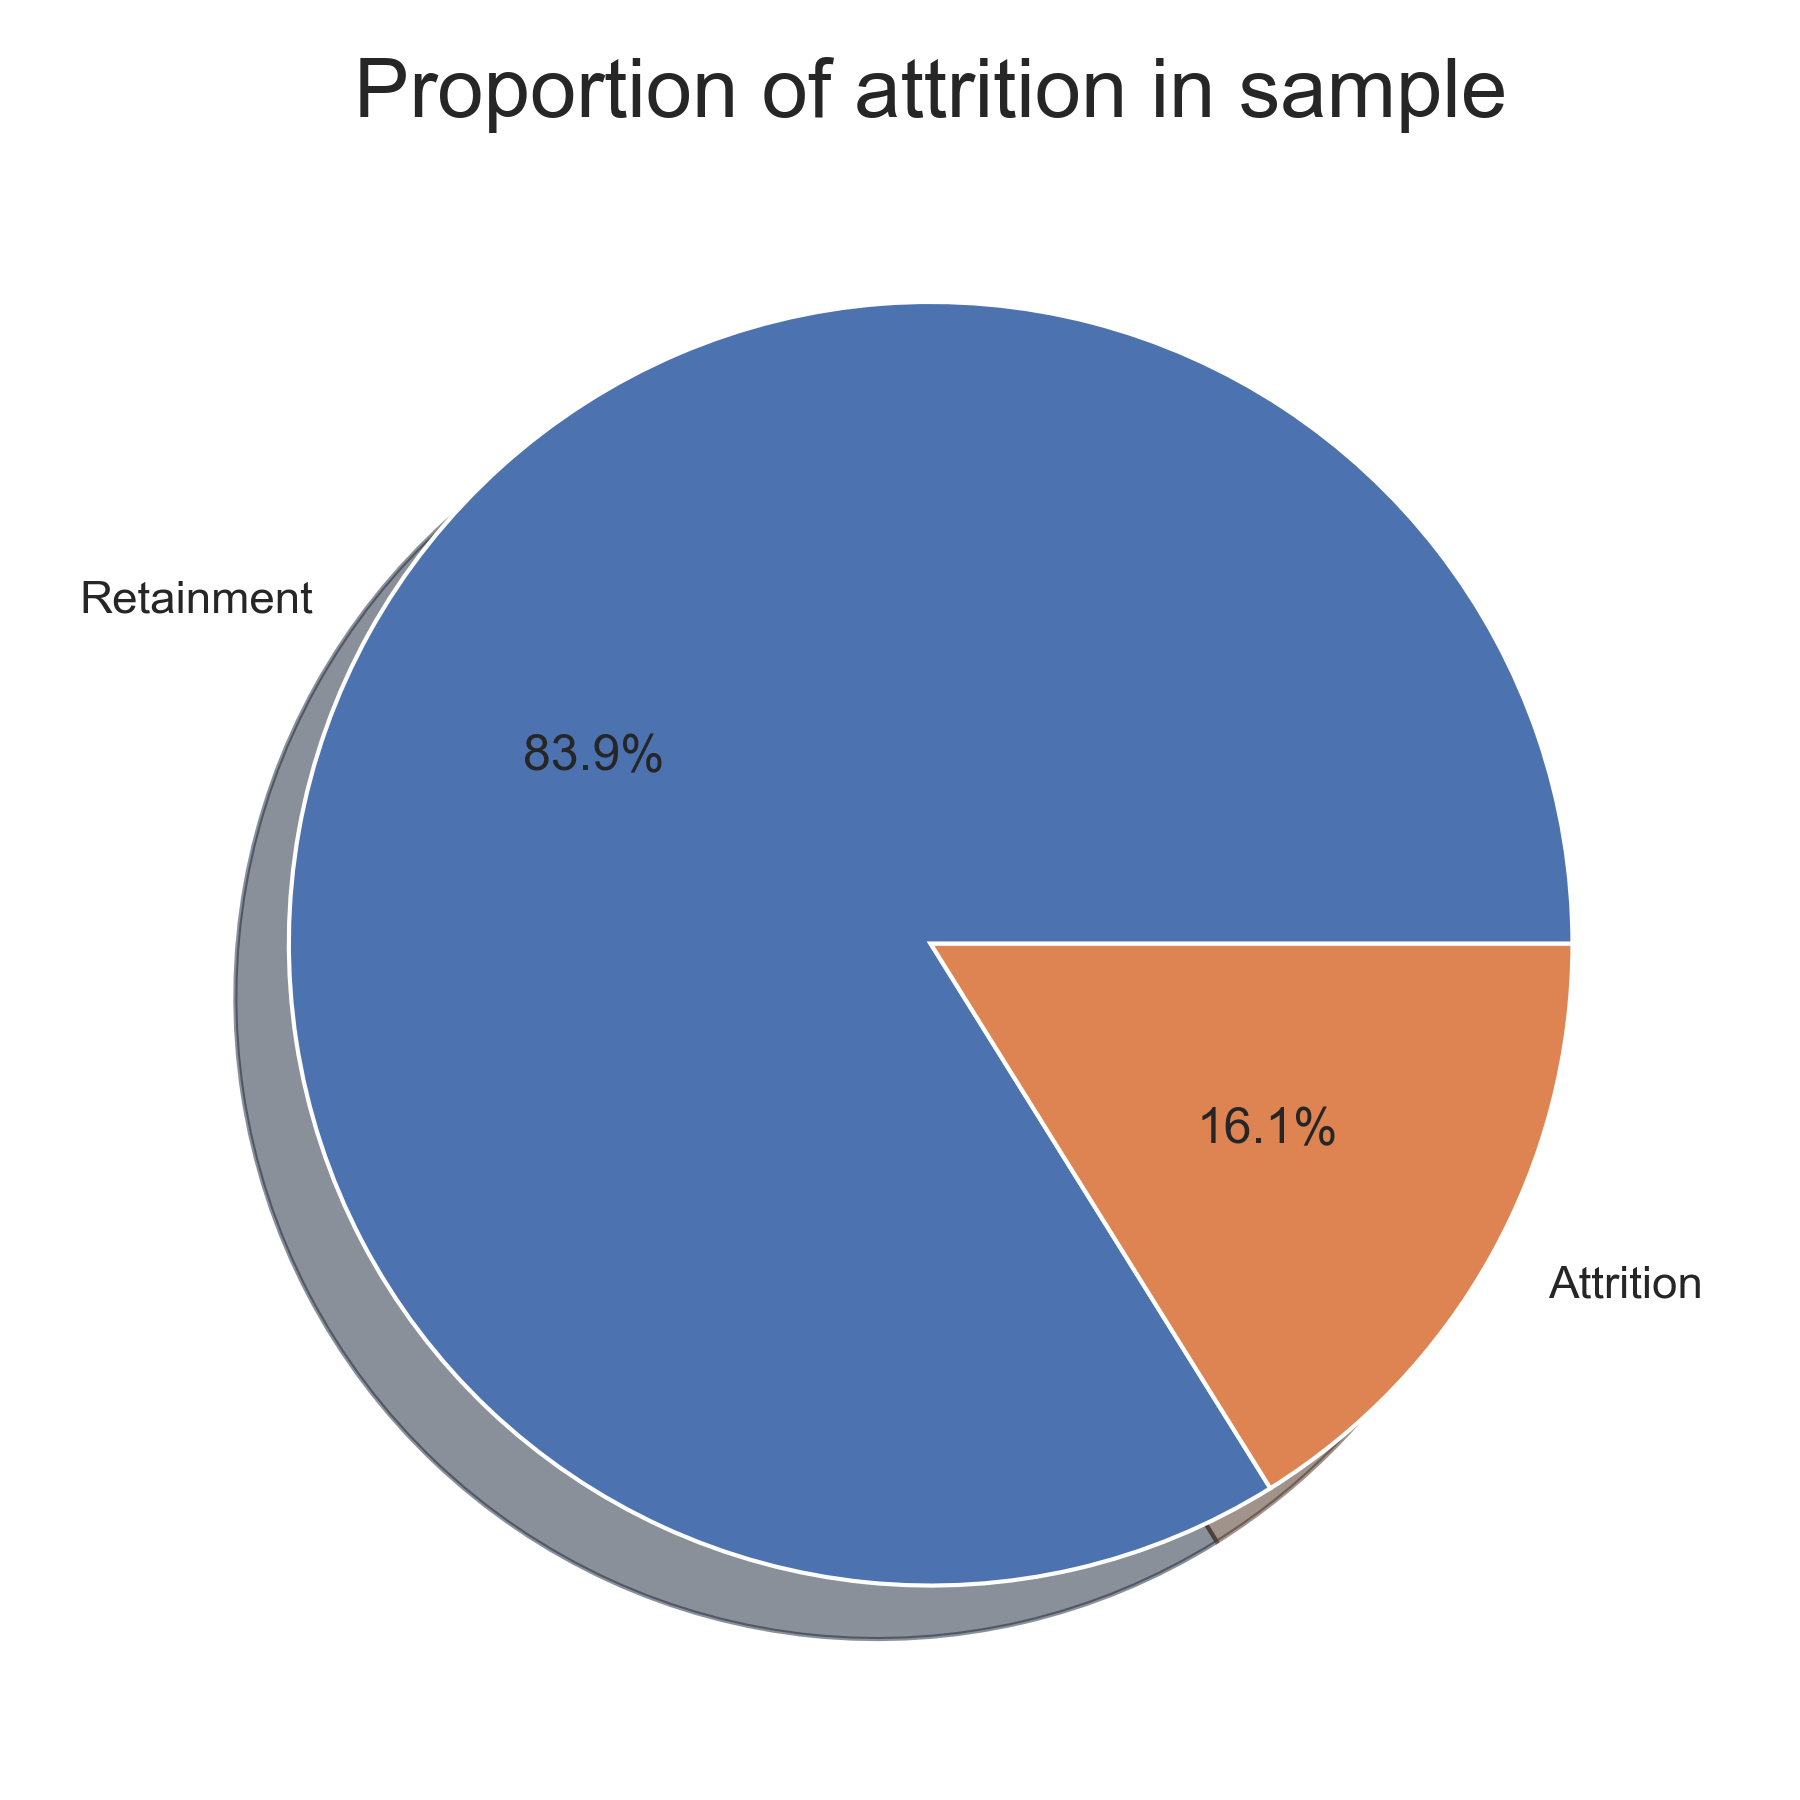 Proportion of attrition in sample
Retainment
83.9%
16.1%
Attrition